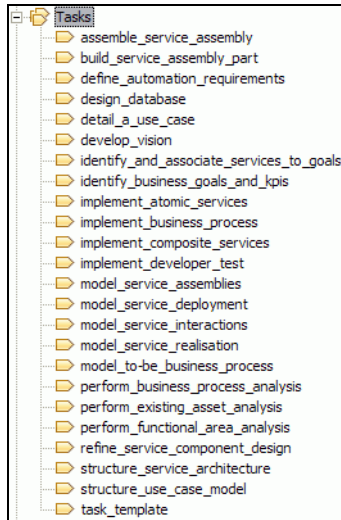 Tasks
assemble_service_assembly
build_service_assembly_part
define_automation_requirements
design_database
detail_a_use_case
develop_vision
identify_and_associate_services_to_goals
identify_business_goals_and_kpis
implement_atomic_services
implement_business_process
implement_composite_services
implement_developer_test
model_service_assemblies
model_service_deployment
model_service_interactions
model_service_realisation
model_to-be_business_process
perform_business_process_analysis
perform_existing_asset_analysis
perform_functional_area_analysis
refine_service_component_design
structure_service_architecture
structure_use_case_model
task_template